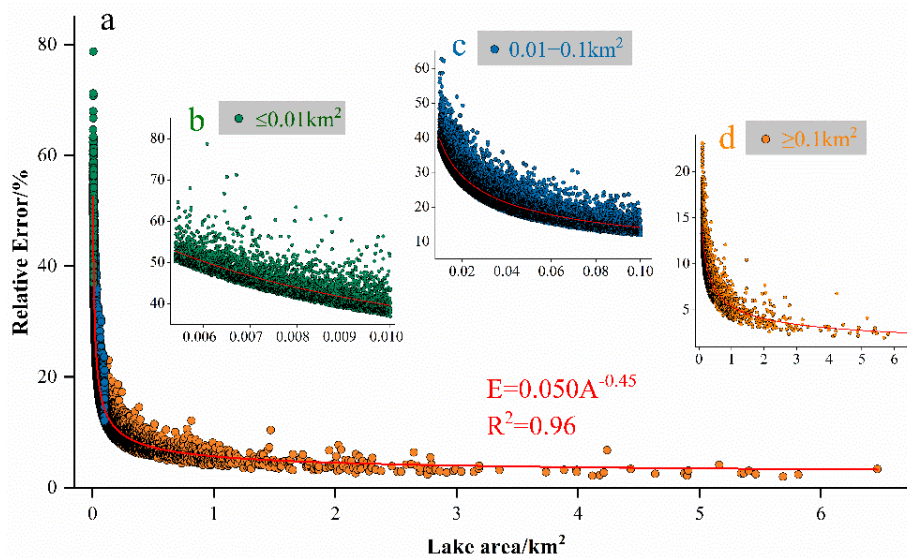 a
80
60
40
20
0
Relative Error/%
0 1 2 3 4 5 6
Lake area/km²
b
≤0.01km²
80
70
60
50
40
0.006 0.007 0.008 0.009 0.010
c
0.01−0.1km²
60
50
40
30
20
10
0.02 0.04 0.06 0.08 0.10
d
≥0.1km²
20
15
10
5
0 1 2 3 4 5 6
E=0.050A⁻⁰·⁴⁵
R²=0.96